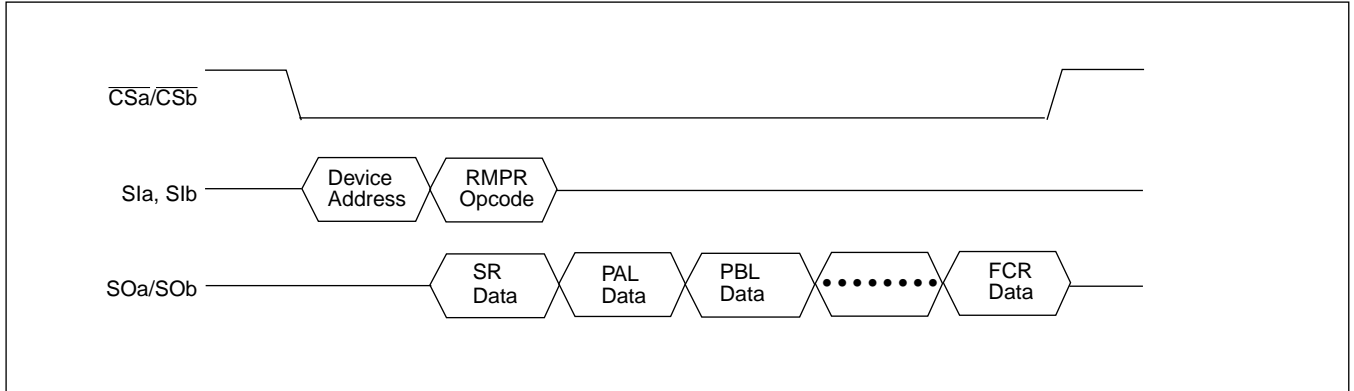 CSa/CSb
SIa, SIb
Device
Address
RMPR
Opcode
SOa/SOb
SR
Data
PAL
Data
PBL
Data
••••••••
FCR
Data